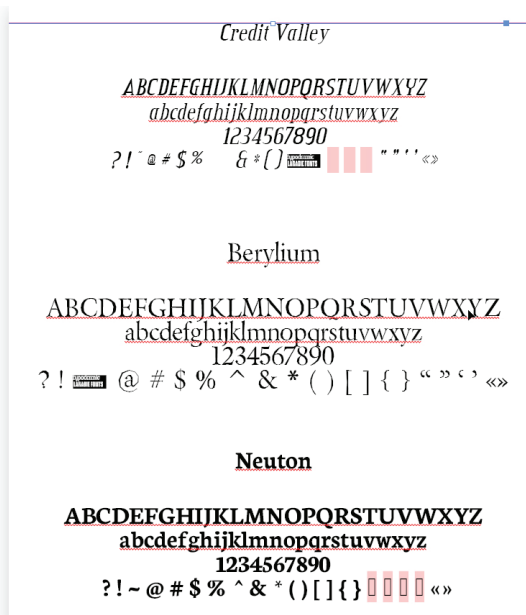 Credit Valley
ABCDEFGHIJKLMNOPQRSTUVWXYZ
abcdefghijklmnopqrstuvwxyz
1234567890
?!~@#$% &*() ""''«»
Berylium
ABCDEFGHIJKLMNOPQRSTUVWXYZ
abcdefghijklmnopqrstuvwxyz
1234567890
?! @ # $ % ^ & * ( ) [ ] { } “ ” ‘ ’ «»
Neuton
ABCDEFGHIJKLMNOPQRSTUVWXYZ
abcdefghijklmnopqrstuvwxyz
1234567890
?!~@#$%^&*()[]{} «»